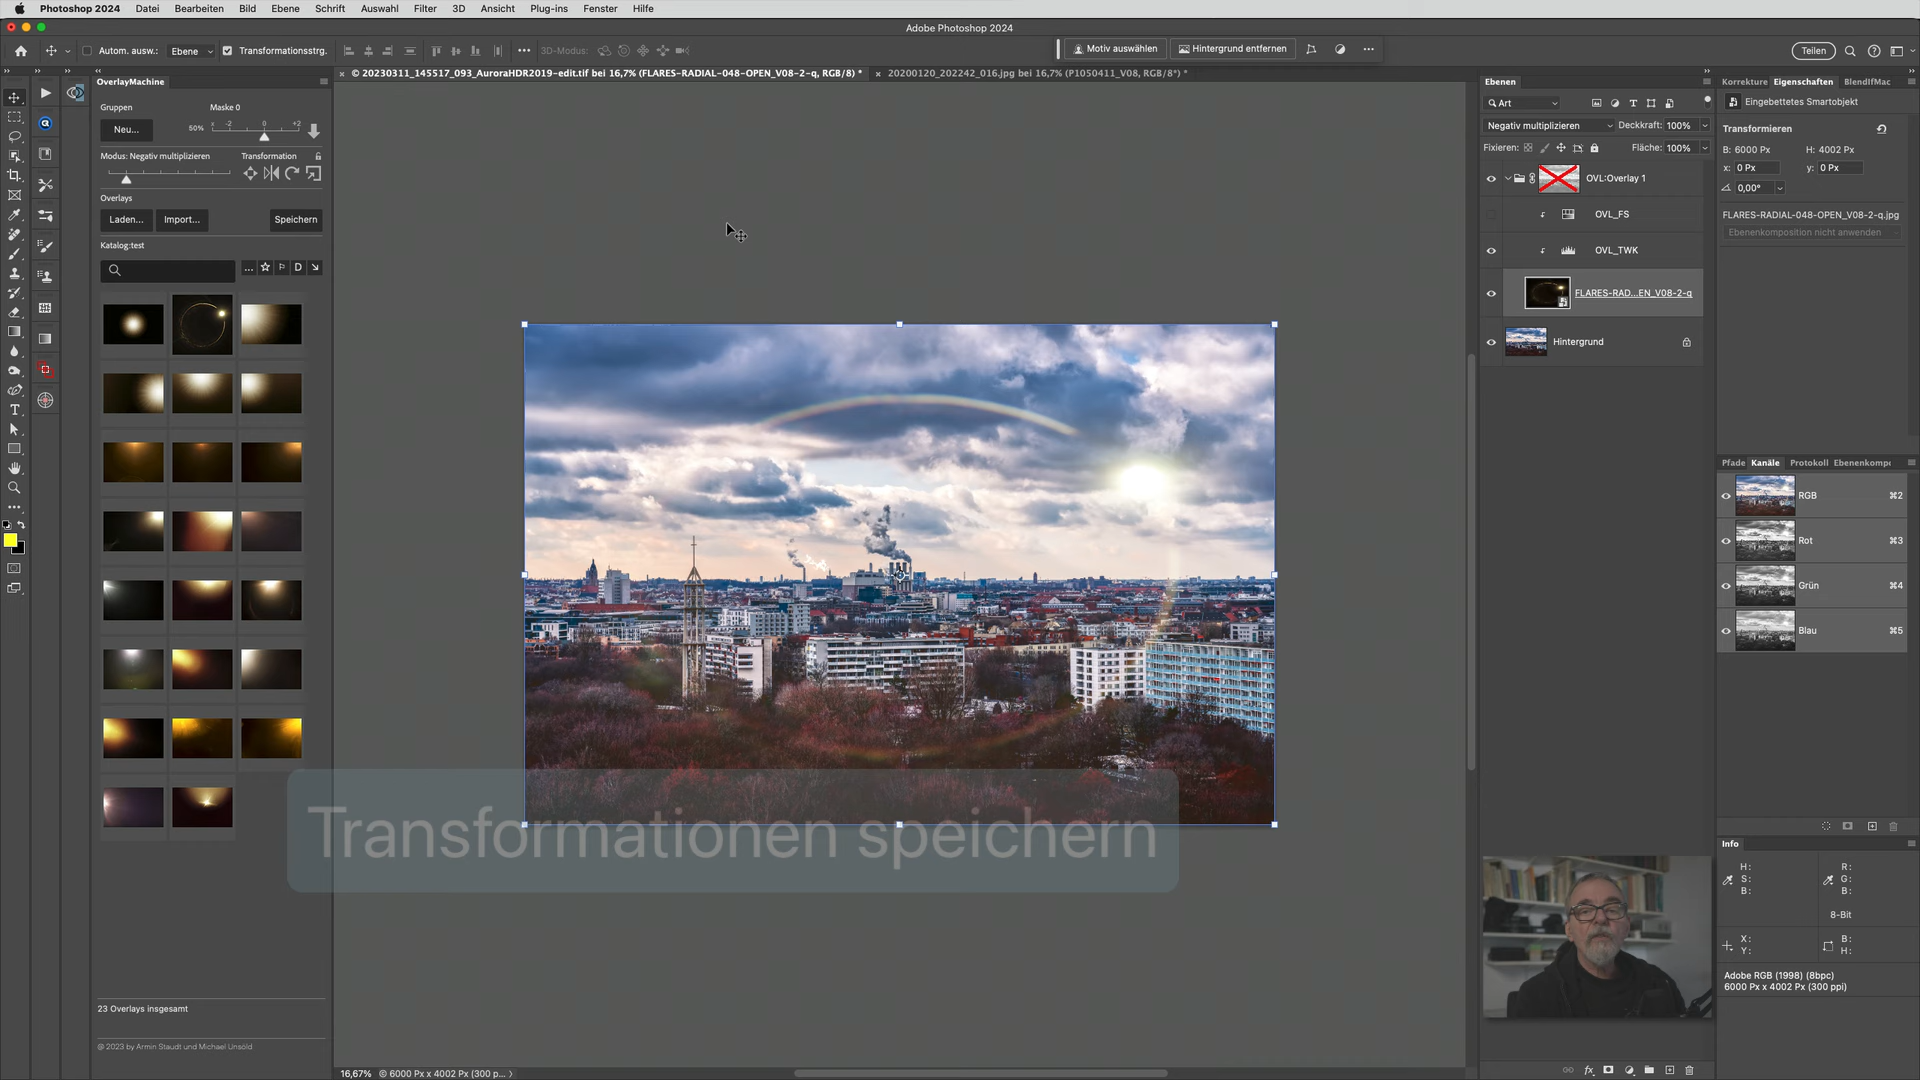 Photoshop 2024 Datei Bearbeiten Bild Ebene Schrift Auswahl Filter 3D Ansicht Plug-ins Fenster Hilfe
Adobe Photoshop 2024
Autom. ausw.: Ebene Transformationsstrg. 3D-Modus: Motiv auswählen Hintergrund entfernen Teilen
© 20230311_145517_093_AuroraHDR2019-edit.tif bei 16,7% (FLARES-RADIAL-048-OPEN_V08-2-q, RGB/8) * 20200120_202242_016.jpg bei 16,7% (P1050411_V08, RGB/8*) *
OverlayMachine
Gruppen Maske 0
Neu... 50% x -2 0 +2
Modus: Negativ multiplizieren Transformation
Overlays
Laden... Import... Speichern
Katalog:test
... D
23 Overlays insgesamt
@ 2023 by Armin Staudt und Michael Unsöld
Transformationen speichern
16,67% © 6000 Px x 4002 Px (300 p...
Ebenen
Art
Negativ multiplizieren Deckkraft: 100%
Fixieren: Fläche: 100%
OVL:Overlay 1
OVL_FS
OVL_TWK
FLARES-RAD...EN_V08-2-q
Hintergrund
fx
Korrekture Eigenschaften BlendIfMac
Eingebettetes Smartobjekt
Transformieren
B: 6000 Px H: 4002 Px
x: 0 Px y: 0 Px
0,00°
FLARES-RADIAL-048-OPEN_V08-2-q.jpg
Ebenenkomposition nicht anwenden
Pfade Kanäle Protokoll Ebenenkompo
RGB ⌘2
Rot ⌘3
Grün ⌘4
Blau ⌘5
Info
H: R:
S: G:
B: B:
8-Bit
X: B:
Y: H:
Adobe RGB (1998) (8bpc)
6000 Px x 4002 Px (300 ppi)